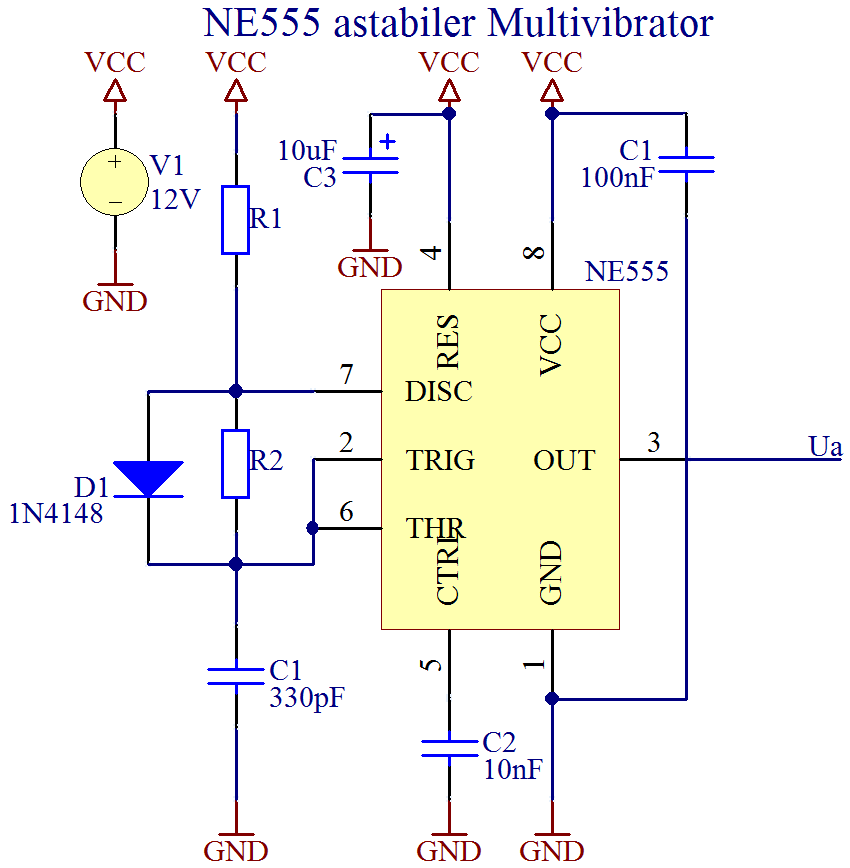 NE555 astabiler Multivibrator
VCC
VCC
VCC
VCC
V1
12V
GND
R1
10uF
C3
+
GND
C1
100nF
4
8
NE555
RES
VCC
7
DISC
2
TRIG
OUT
3
Ua
6
THR
CTRL
GND
R2
D1
1N4148
5
1
C1
330pF
C2
10nF
GND
GND
GND